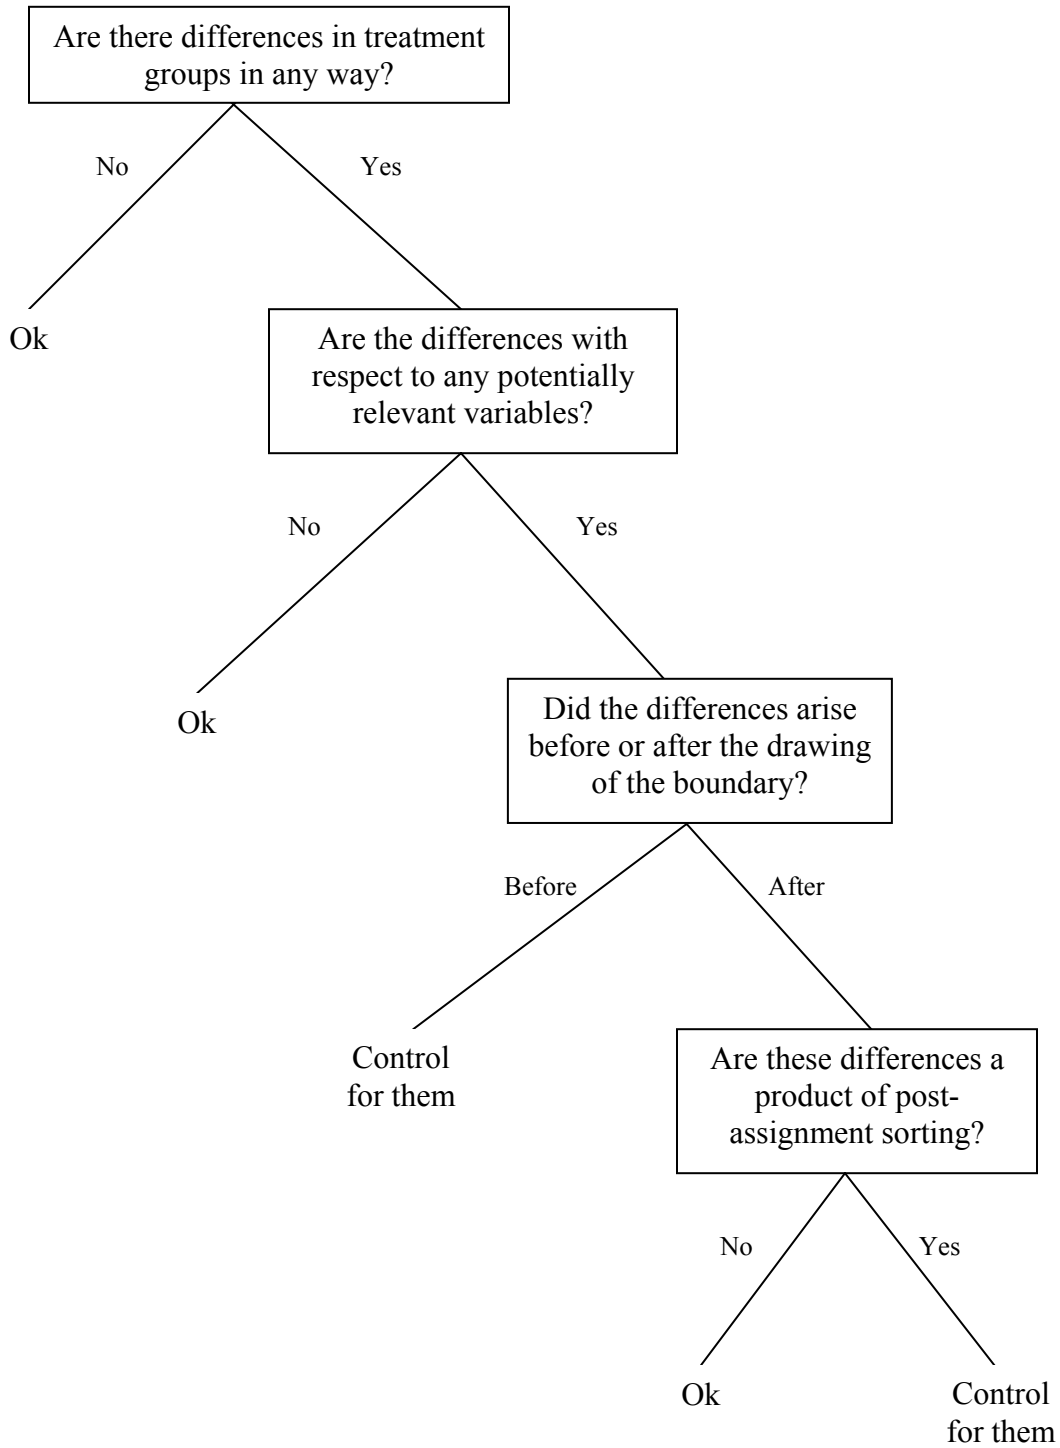 Are there differences in treatment
groups in any way?
No
Yes
Ok
Are the differences with
respect to any potentially
relevant variables?
No
Yes
Ok
Did the differences arise
before or after the drawing
of the boundary?
Before
After
Control
for them
Are these differences a
product of post-
assignment sorting?
No
Yes
Ok
Control
for them